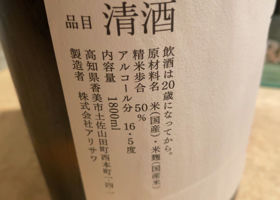 品目 清酒
飲酒は20歳になってから。
原材料名・米(国産)・米麹(国産米)
精米歩合 50%
アルコール分 16・5度
内容量 1800ml
高知県香美市土佐山田町西本町一-四-一
製造者 株式会社アリサワ